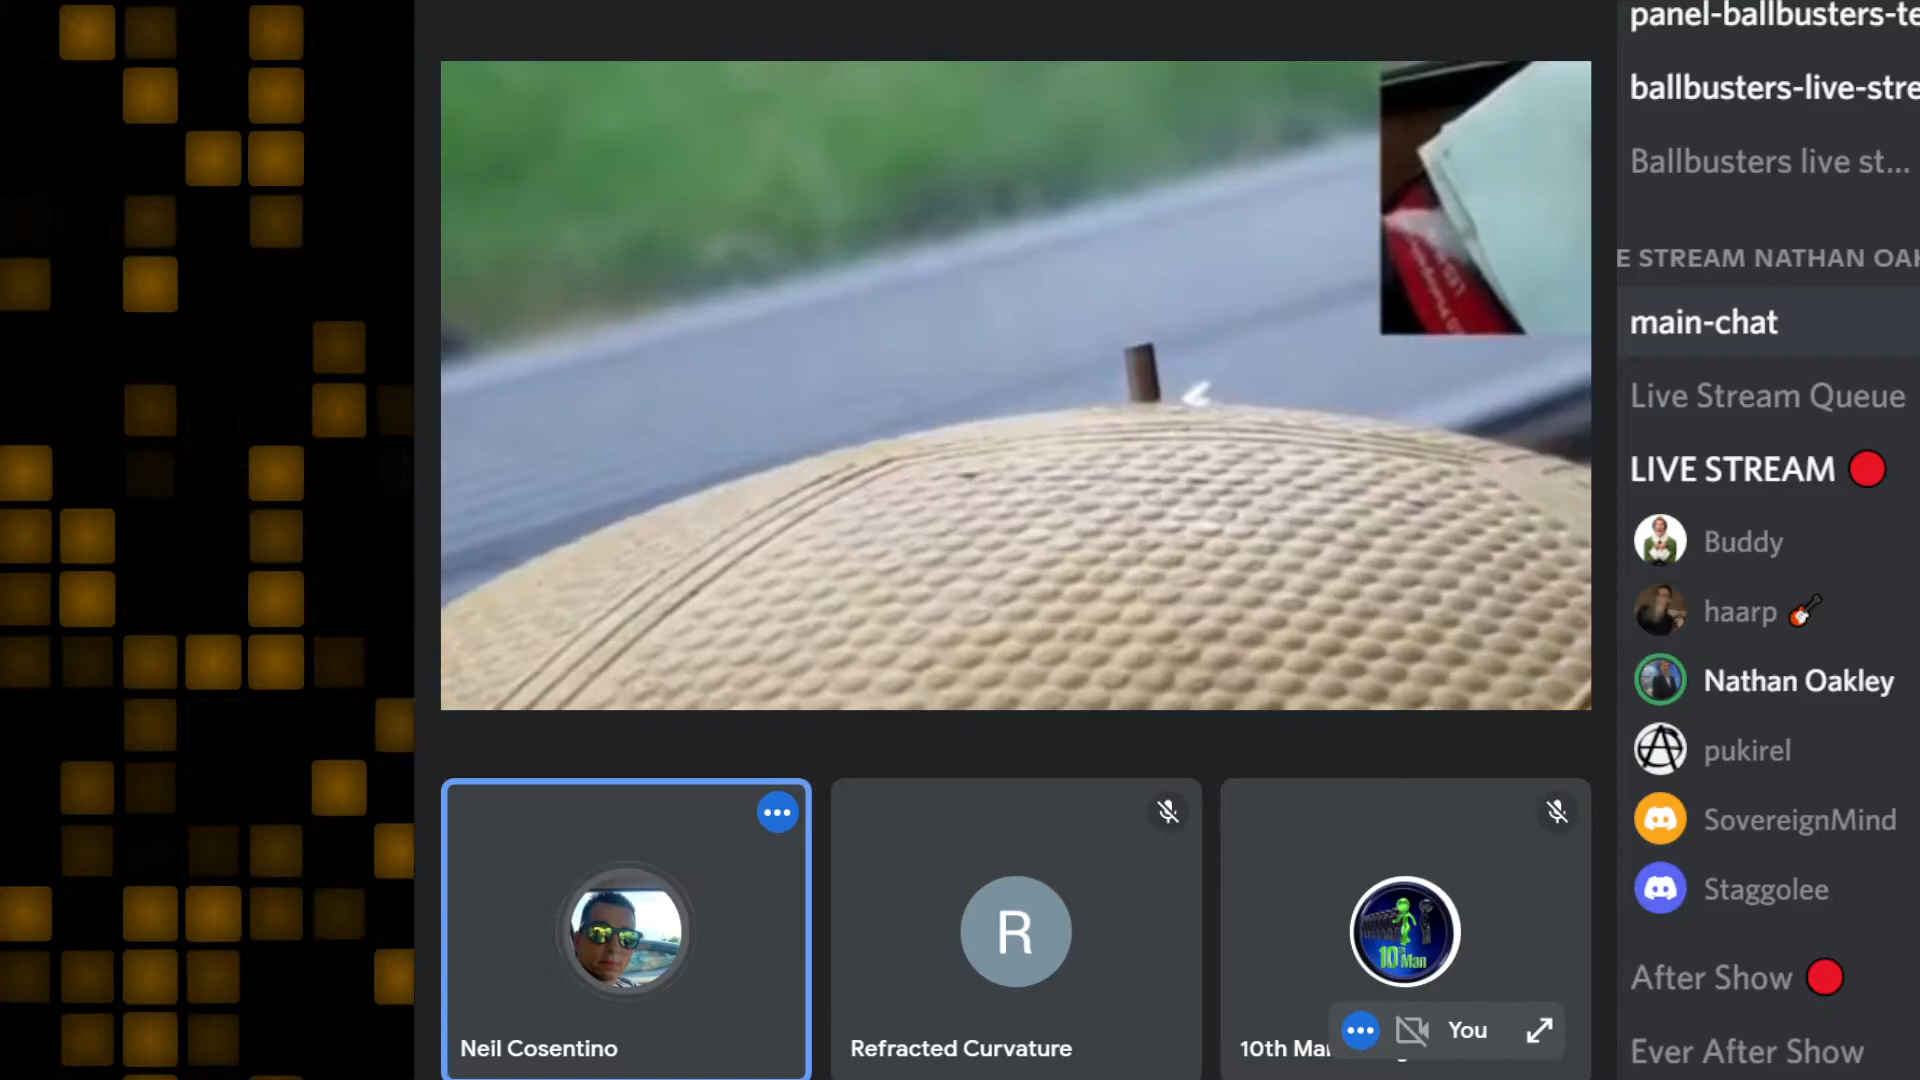 panel-ballbusters-te
ballbusters-live-stre
Ballbusters live st...
E STREAM NATHAN OAK
main-chat
Live Stream Queue
LIVE STREAM
Buddy
haarp
Nathan Oakley
pukirel
SovereignMind
Staggolee
After Show
Ever After Show
Neil Cosentino
R
Refracted Curvature
10th Man
10th Ma
You